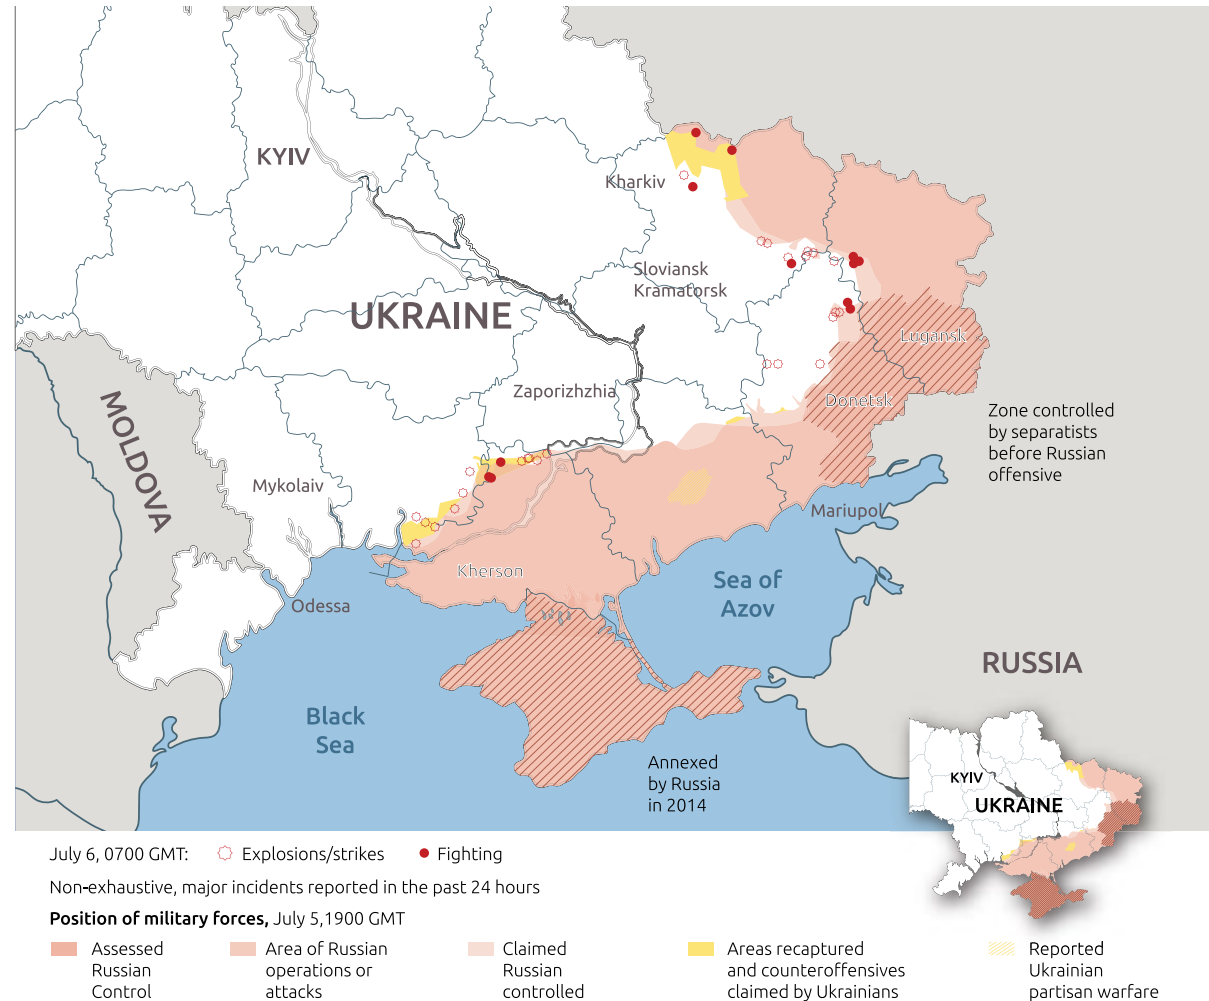 KYIV
Kharkiv
Sloviansk
Kramatorsk
UKRAINE
Lugansk
Zaporizhzhia
Donetsk
MOLDOVA
Zone controlled
by separatists
before Russian
offensive
Mykolaiv
Mariupol
Kherson
Sea of
Azov
Odessa
RUSSIA
Black
Sea
Annexed
by Russia
in 2014
KYIV
UKRAINE
July 6, 0700 GMT:
Explosions/strikes
Fighting
Non-exhaustive, major incidents reported in the past 24 hours
Position of military forces, July 5,1900 GMT
Assessed
Russian
Control
Area of Russian
operations or
attacks
Claimed
Russian
controlled
Areas recaptured
and counteroffensives
claimed by Ukrainians
Reported
Ukrainian
partisan warfare